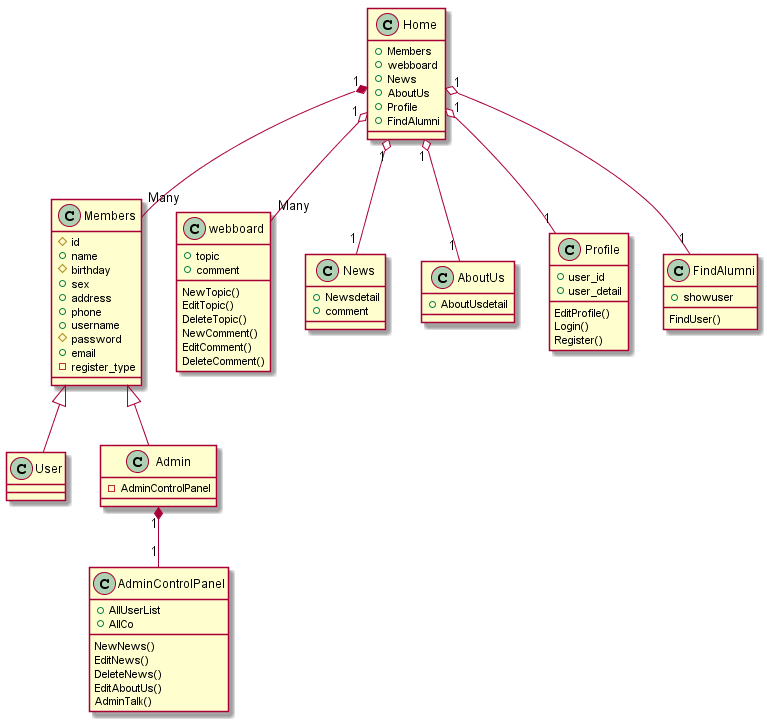 C Home
Members
webboard
News
AboutUs
Profile
FindAlumni
1
1
1
1
1
1
Many
Many
1
1
1
1
C Members
id
name
birthday
sex
address
phone
username
password
email
register_type
C webboard
topic
comment
NewTopic()
EditTopic()
DeleteTopic()
NewComment()
EditComment()
DeleteComment()
C News
Newsdetail
comment
C AboutUs
AboutUsdetail
C Profile
user_id
user_detail
EditProfile()
Login()
Register()
C FindAlumni
showuser
FindUser()
C User
C Admin
AdminControlPanel
1
1
C AdminControlPanel
AllUserList
AllCo
NewNews()
EditNews()
DeleteNews()
EditAboutUs()
AdminTalk()